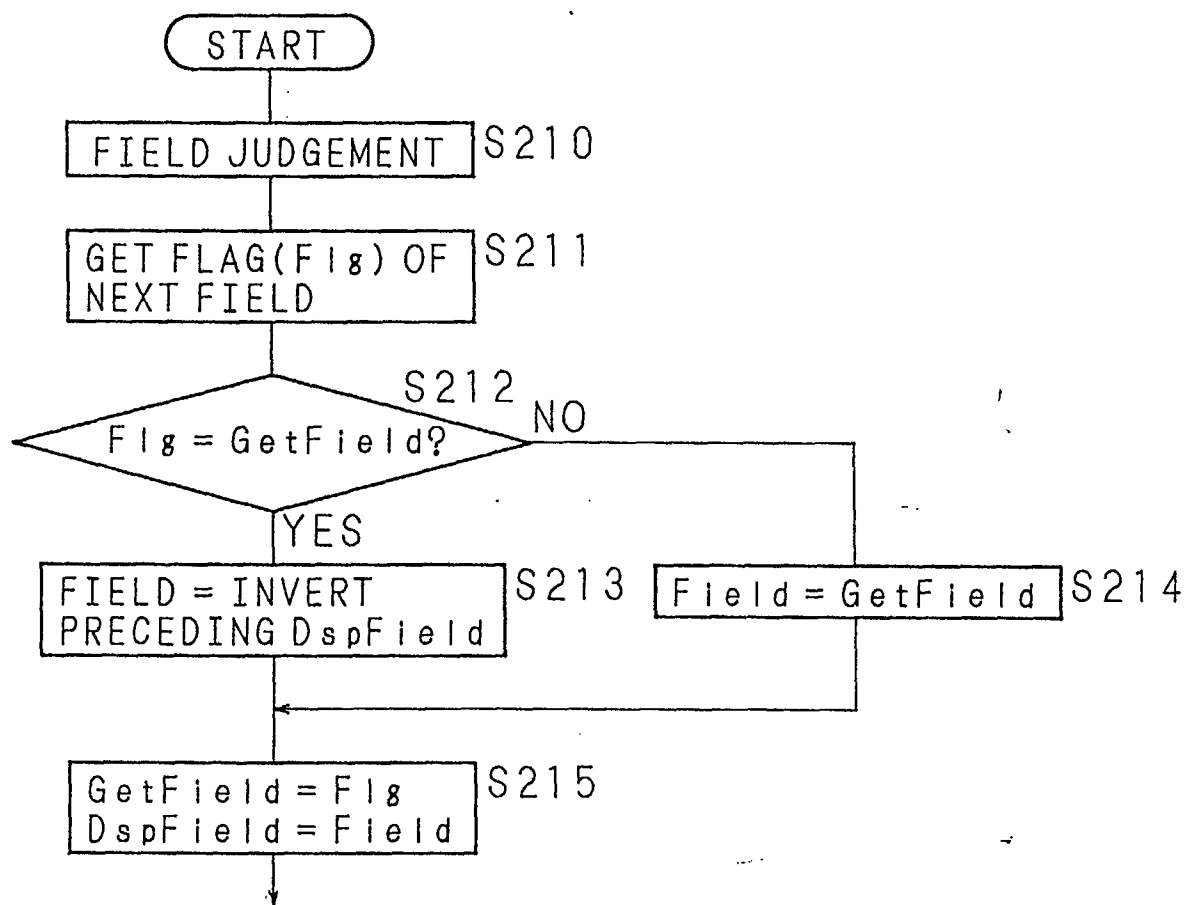 START
FIELD JUDGEMENT
S210
GET FLAG(Flg) OF
NEXT FIELD
S211
S212
Flg = GetField?
NO
YES
FIELD = INVERT
PRECEDING DspField
S213
Field = GetField
S214
GetField = Flg
DspField = Field
S215